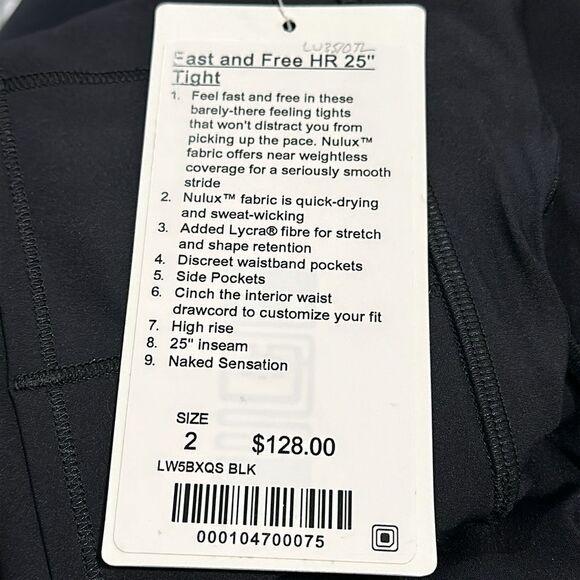 Fast and Free HR 25"
Tight
1. Feel fast and free in these
barely-there feeling tights
that won't distract you from
picking up the pace. Nulux™
fabric offers near weightless
coverage for a seriously smooth
stride
2. Nulux™ fabric is quick-drying
and sweat-wicking
3. Added Lycra® fibre for stretch
and shape retention
4. Discreet waistband pockets
5. Side Pockets
6. Cinch the interior waist
drawcord to customize your fit
7. High rise
8. 25" inseam
9. Naked Sensation
SIZE
2 $128.00
LW5BXQS BLK
000104700075